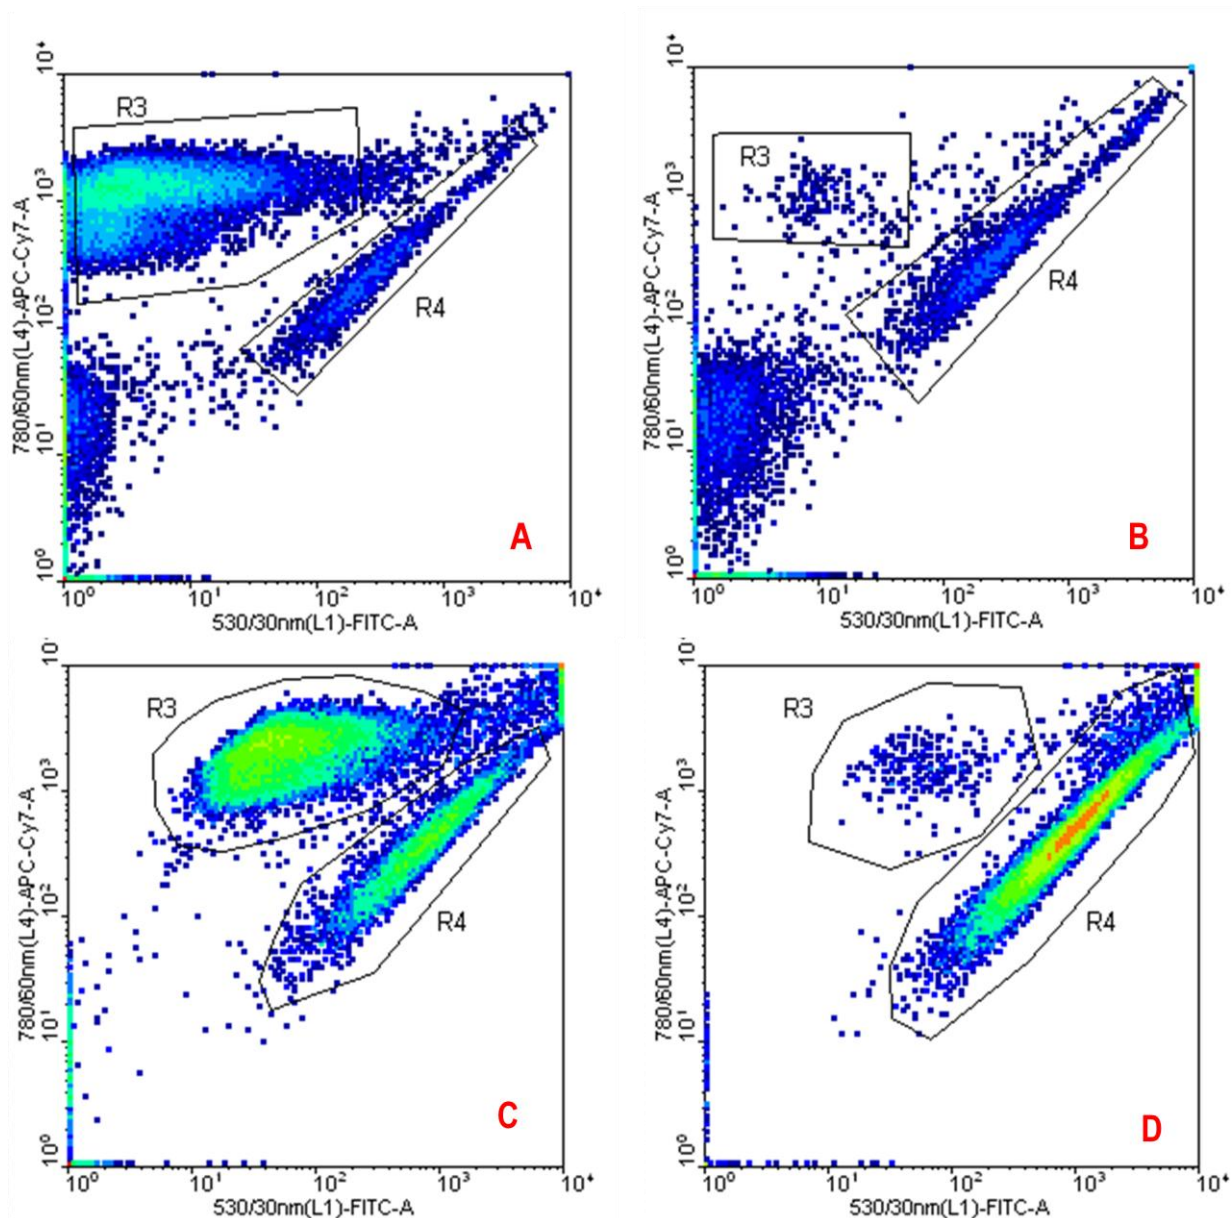 10⁴
R3
10³
R4
10²
10¹
A
10⁰
780/60nm(L4)-APC-Cy7-A
10⁰ 10¹ 10² 10³ 10⁴
530/30nm(L1)-FITC-A
10⁴
R3
10³
R4
10²
10¹
B
10⁰
780/60nm(L4)-APC-Cy7-A
10⁰ 10¹ 10² 10³ 10⁴
530/30nm(L1)-FITC-A
R3
10³
R4
10²
10¹
C
10⁰
780/60nm(L4)-APC-Cy7-A
10⁰ 10¹ 10² 10³ 10⁴
530/30nm(L1)-FITC-A
R3
10³
R4
10²
10¹
D
10⁰
780/60nm(L4)-APC-Cy7-A
10⁰ 10¹ 10² 10³ 10⁴
530/30nm(L1)-FITC-A